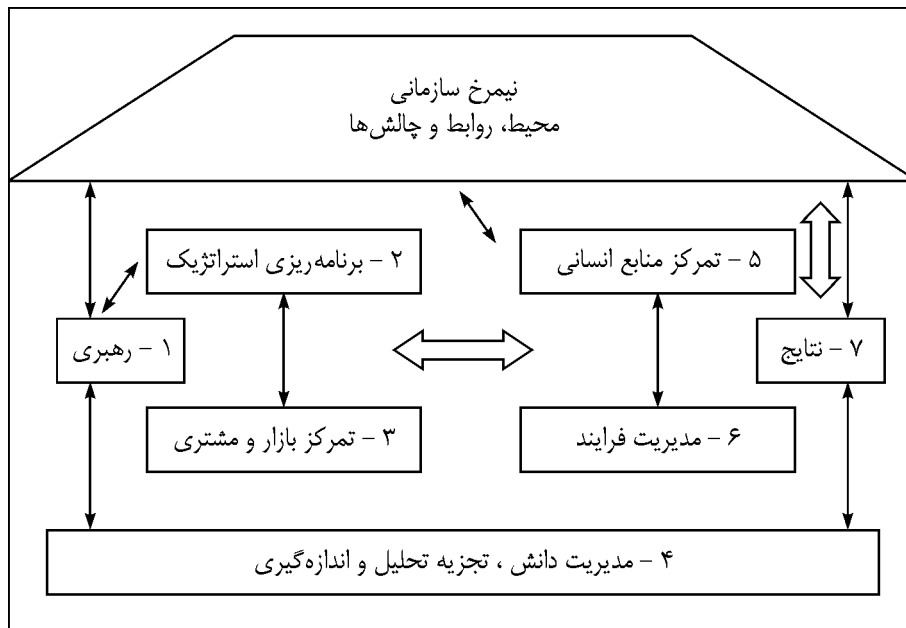 نیمرخ سازمانی
محیط، روابط و چالش‌ها
۲ – برنامه‌ریزی استراتژیک
۵ – تمرکز منابع انسانی
۱ – رهبری
۷ – نتایج
۳ – تمرکز بازار و مشتری
۶ – مدیریت فرایند
۴ – مدیریت دانش ، تجزیه تحلیل و اندازه‌گیری